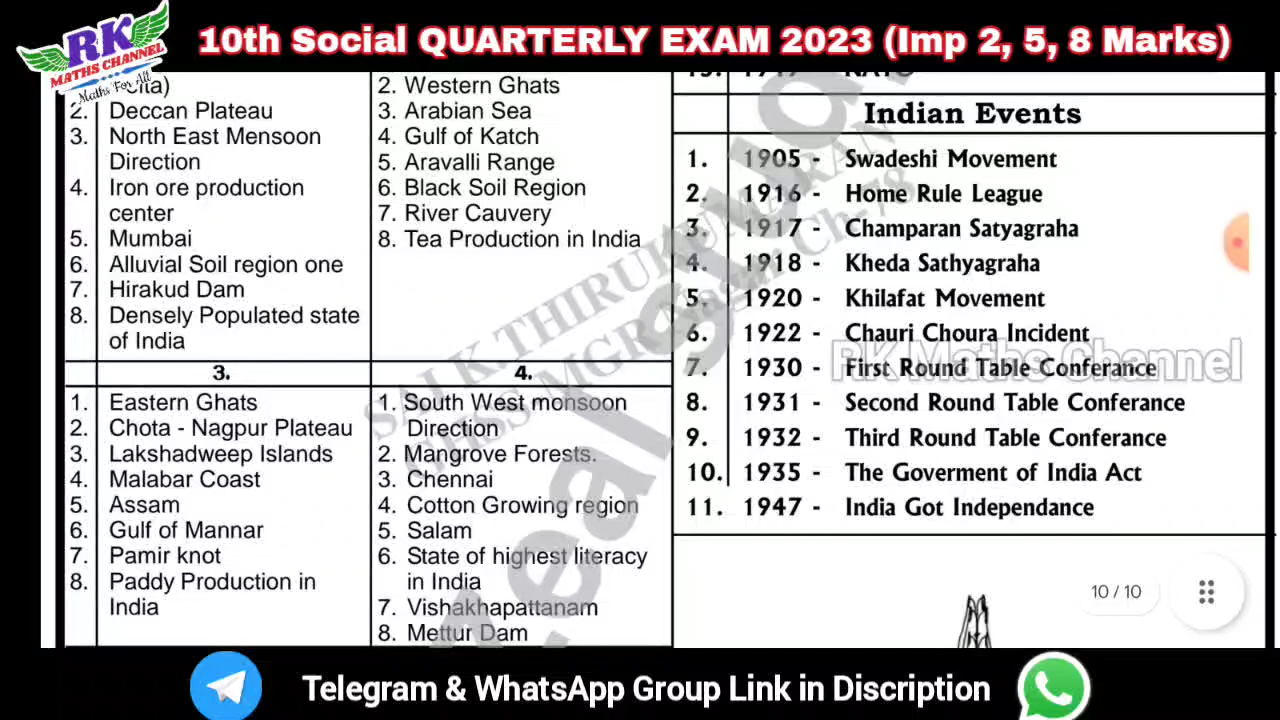 RK
MATHS CHANNEL
Maths For All
10th Social QUARTERLY EXAM 2023 (Imp 2, 5, 8 Marks)
2. Deccan Plateau
3. North East Mensoon
Direction
4. Iron ore production
center
5. Mumbai
6. Alluvial Soil region one
7. Hirakud Dam
8. Densely Populated state
of India
2. Western Ghats
3. Arabian Sea
4. Gulf of Katch
5. Aravalli Range
6. Black Soil Region
7. River Cauvery
8. Tea Production in India
3.
1. Eastern Ghats
2. Chota - Nagpur Plateau
3. Lakshadweep Islands
4. Malabar Coast
5. Assam
6. Gulf of Mannar
7. Pamir knot
8. Paddy Production in
India
4.
1. South West monsoon
Direction
2. Mangrove Forests.
3. Chennai
4. Cotton Growing region
5. Salam
6. State of highest literacy
in India
7. Vishakhapattanam
8. Mettur Dam
Indian Events
1. 1905 - Swadeshi Movement
2. 1916 - Home Rule League
3. 1917 - Champaran Satyagraha
4. 1918 - Kheda Sathyagraha
5. 1920 - Khilafat Movement
6. 1922 - Chauri Choura Incident
7. 1930 - First Round Table Conferance
8. 1931 - Second Round Table Conferance
9. 1932 - Third Round Table Conferance
10. 1935 - The Goverment of India Act
11. 1947 - India Got Independance
RK Maths Channel
10 / 10
Telegram & WhatsApp Group Link in Discription